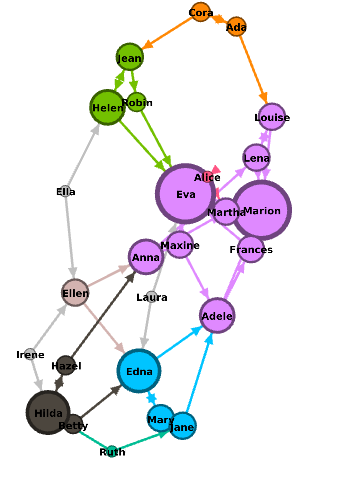 Cora
Ada
Jean
Helen
Robin
Louise
Lena
Alice
Eva
Ella
Martha
Marion
Maxine
Frances
Anna
Ellen
Laura
Adele
Irene
Hazel
Edna
Hilda
Betty
Mary
Jane
Ruth